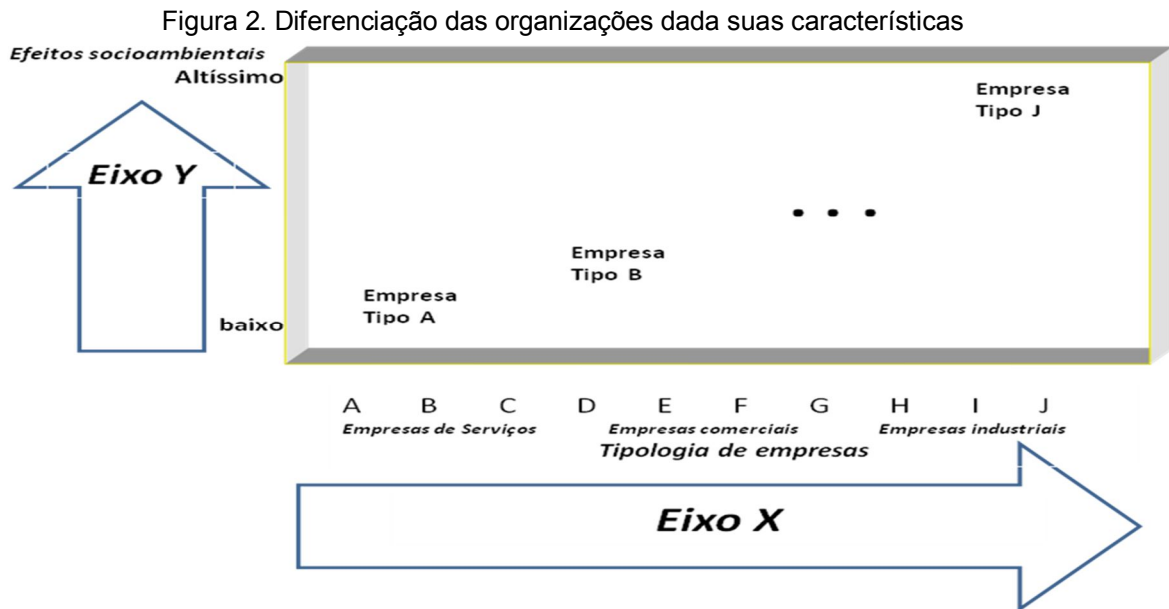 Figura 2. Diferenciação das organizações dada suas características
Efeitos socioambientais
Altíssimo
Empresa
Tipo J
Eixo Y
• • •
Empresa
Tipo B
Empresa
Tipo A
baixo
A B C D E F G H I J
Empresas de Serviços Empresas comerciais Empresas industriais
Tipologia de empresas
Eixo X